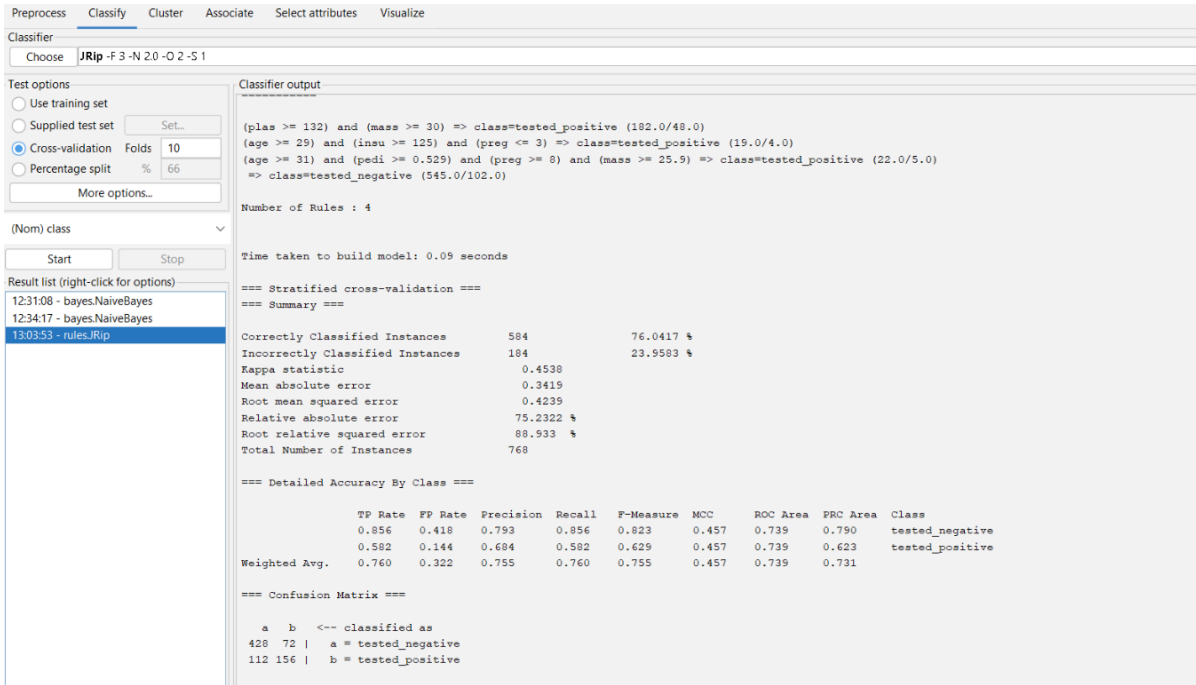 Preprocess Classify Cluster Associate Select attributes Visualize
Classifier
Choose JRip -F 3 -N 2.0 -O 2 -S 1
Test options
Use training set
Supplied test set Set...
Cross-validation Folds 10
Percentage split % 66
More options...
(Nom) class
Start Stop
Result list (right-click for options)
12:31:08 - bayes.NaiveBayes
12:34:17 - bayes.NaiveBayes
13:03:53 - rules.JRip
Classifier output
===========
(plas >= 132) and (mass >= 30) => class=tested_positive (182.0/48.0)
(age >= 29) and (insu >= 125) and (preg <= 3) => class=tested_positive (19.0/4.0)
(age >= 31) and (pedi >= 0.529) and (preg >= 8) and (mass >= 25.9) => class=tested_positive (22.0/5.0)
=> class=tested_negative (545.0/102.0)
Number of Rules : 4
Time taken to build model: 0.09 seconds
=== Stratified cross-validation ===
=== Summary ===
Correctly Classified Instances 584 76.0417 %
Incorrectly Classified Instances 184 23.9583 %
Kappa statistic 0.4538
Mean absolute error 0.3419
Root mean squared error 0.4239
Relative absolute error 75.2322 %
Root relative squared error 88.933 %
Total Number of Instances 768
=== Detailed Accuracy By Class ===
TP Rate FP Rate Precision Recall F-Measure MCC ROC Area PRC Area Class
0.856 0.418 0.793 0.856 0.823 0.457 0.739 0.790 tested_negative
0.582 0.144 0.684 0.582 0.629 0.457 0.739 0.623 tested_positive
Weighted Avg. 0.760 0.322 0.755 0.760 0.755 0.457 0.739 0.731
=== Confusion Matrix ===
a b <-- classified as
428 72 | a = tested_negative
112 156 | b = tested_positive